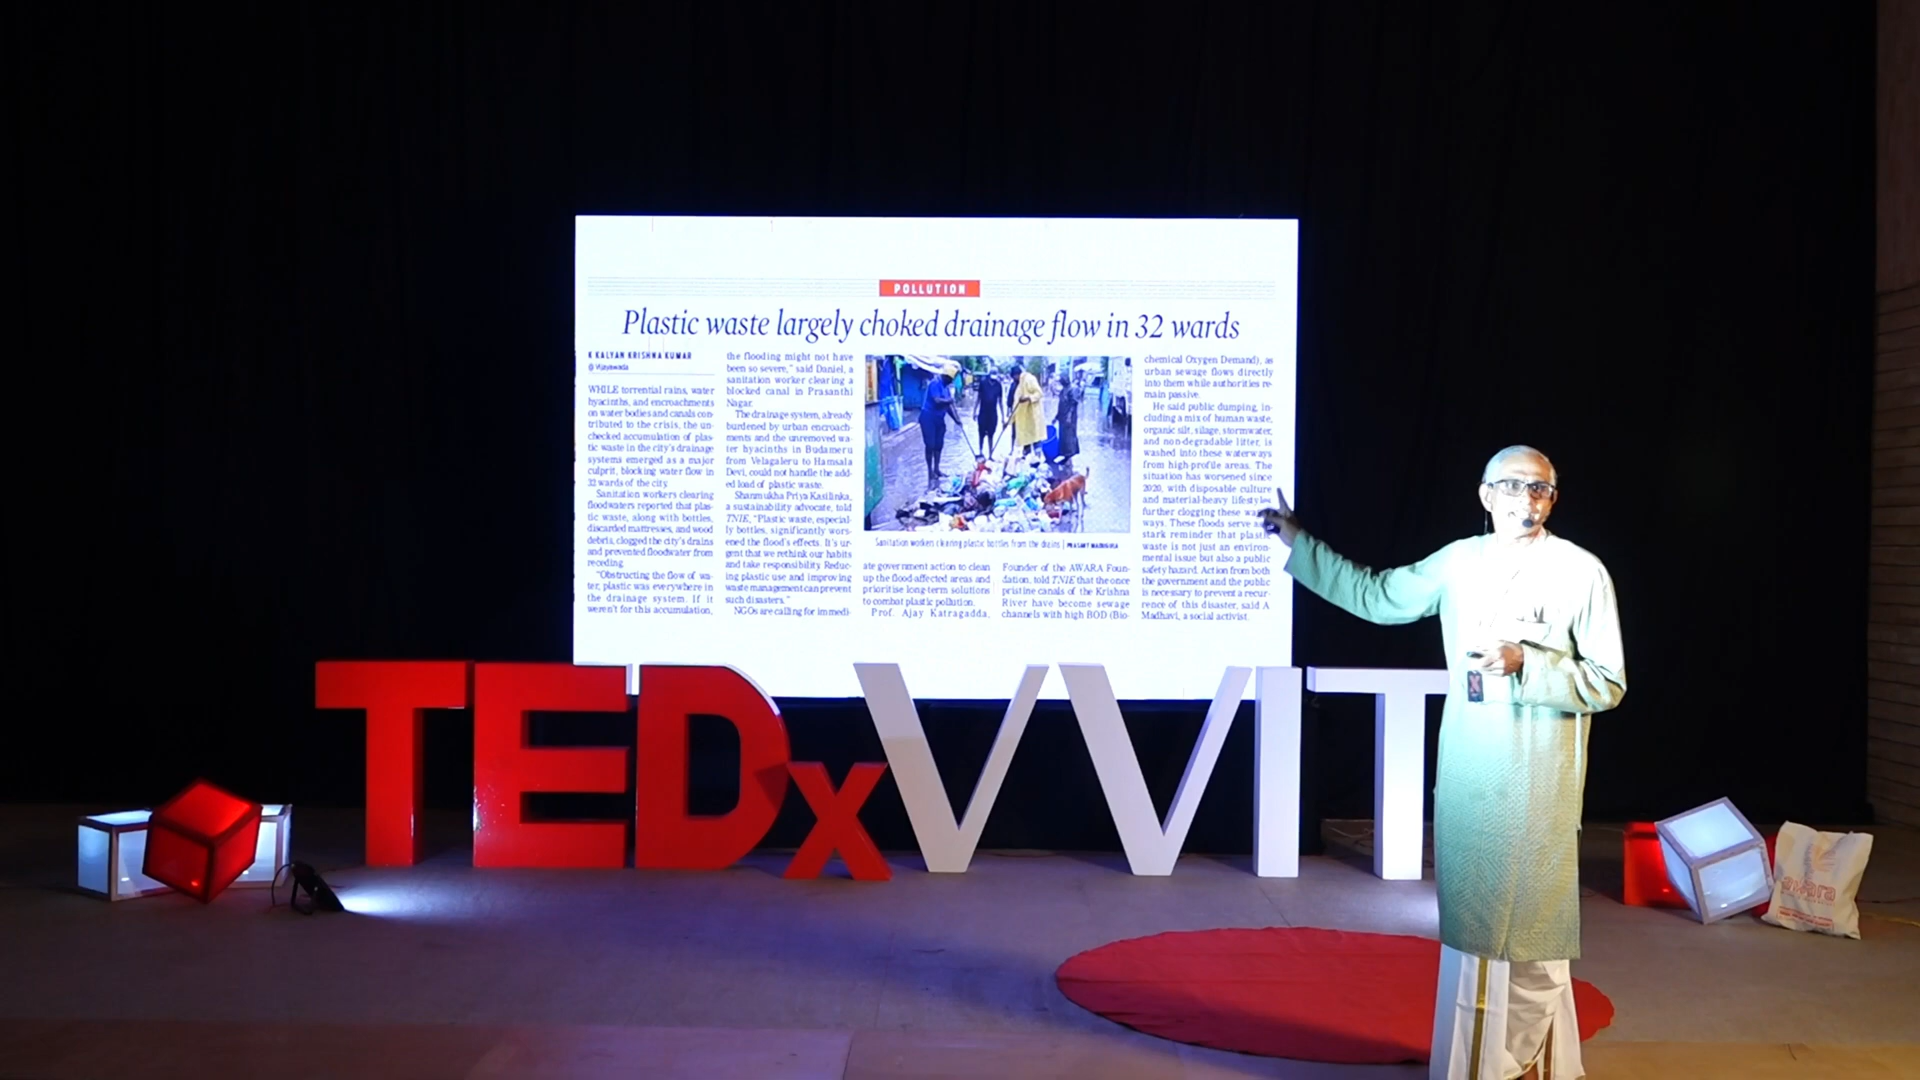 POLLUTION
Plastic waste largely choked drainage flow in 32 wards
K KALYAN KRISHNA KUMAR
@ Vijayawada
WHILE torrential rains, water
hyacinths, and encroachments
on water bodies and canals con-
tributed to the crisis, the un-
checked accumulation of plas-
tic waste in the city's drainage
systems emerged as a major
culprit, blocking water flow in
32 wards of the city.
Sanitation workers clearing
floodwaters reported that plas-
tic waste, along with bottles,
discarded mattresses, and wood
debris, clogged the city's drains
and prevented floodwater from
receding.
"Obstructing the flow of wa-
ter, plastic was everywhere in
the drainage system. If it
weren't for this accumulation,
the flooding might not have
been so severe," said Daniel, a
sanitation worker clearing a
blocked canal in Prasanthi
Nagar.
The drainage system, already
burdened by urban encroach-
ments and the unremoved wa-
ter hyacinths in Budameru
from Velagaleru to Hamsala
Devi, could not handle the add-
ed load of plastic waste.
Shanmukha Priya Kasilinka,
a sustainability advocate, told
TNIE, "Plastic waste, especial-
ly bottles, significantly wors-
ened the flood's effects. It's ur-
gent that we rethink our habits
and take responsibility. Reduc-
ing plastic use and improving
waste management can prevent
such disasters."
NGOs are calling for immedi-
Sanitation workers clearing plastic bottles from the drains | PRASANT MADUGULA
ate government action to clean
up the flood-affected areas and
prioritise long-term solutions
to combat plastic pollution.
Prof. Ajay Katragadda,
Founder of the AWARA Foun-
dation, told TNIE that the once
pristine canals of the Krishna
River have become sewage
channels with high BOD (Bio-
chemical Oxygen Demand), as
urban sewage flows directly
into them while authorities re-
main passive.
He said public dumping, in-
cluding a mix of human waste,
organic silt, silage, stormwater,
and non-degradable litter, is
washed into these waterways
from high-profile areas. The
situation has worsened since
2020, with disposable culture
and material-heavy lifestyles
further clogging these
ways. These floods serve
stark reminder that plastic
waste is not just an environ-
mental issue but also a public
safety hazard. Action from both
the government and the public
is necessary to prevent a recur-
rence of this disaster, said A
Madhavi, a social activist.
TEDxVVIT
awara